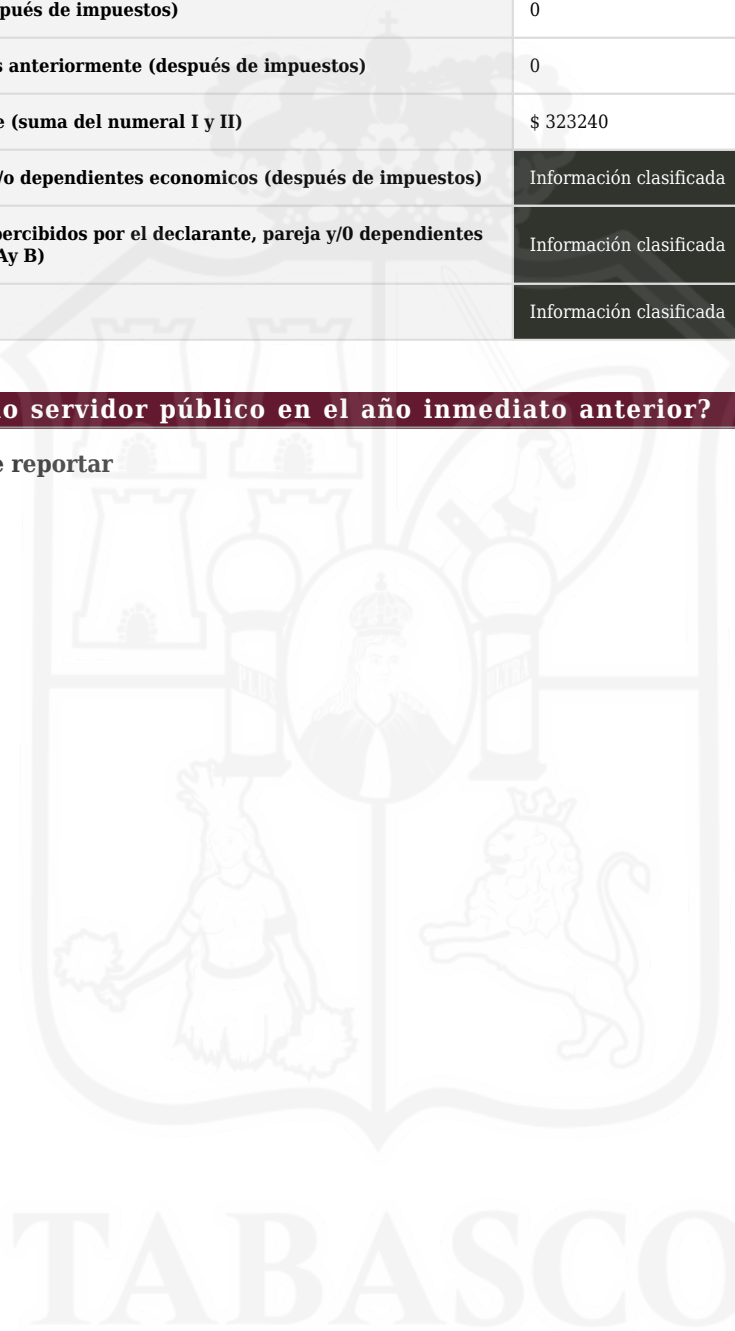 pués de impuestos) 0
s anteriormente (después de impuestos) 0
e (suma del numeral I y II) $ 323240
/o dependientes economicos (después de impuestos) Información clasificada
percibidos por el declarante, pareja y/0 dependientes
Ay B) Información clasificada
Información clasificada
o servidor público en el año inmediato anterior?
e reportar
PLUS ULTRA
TABASCO